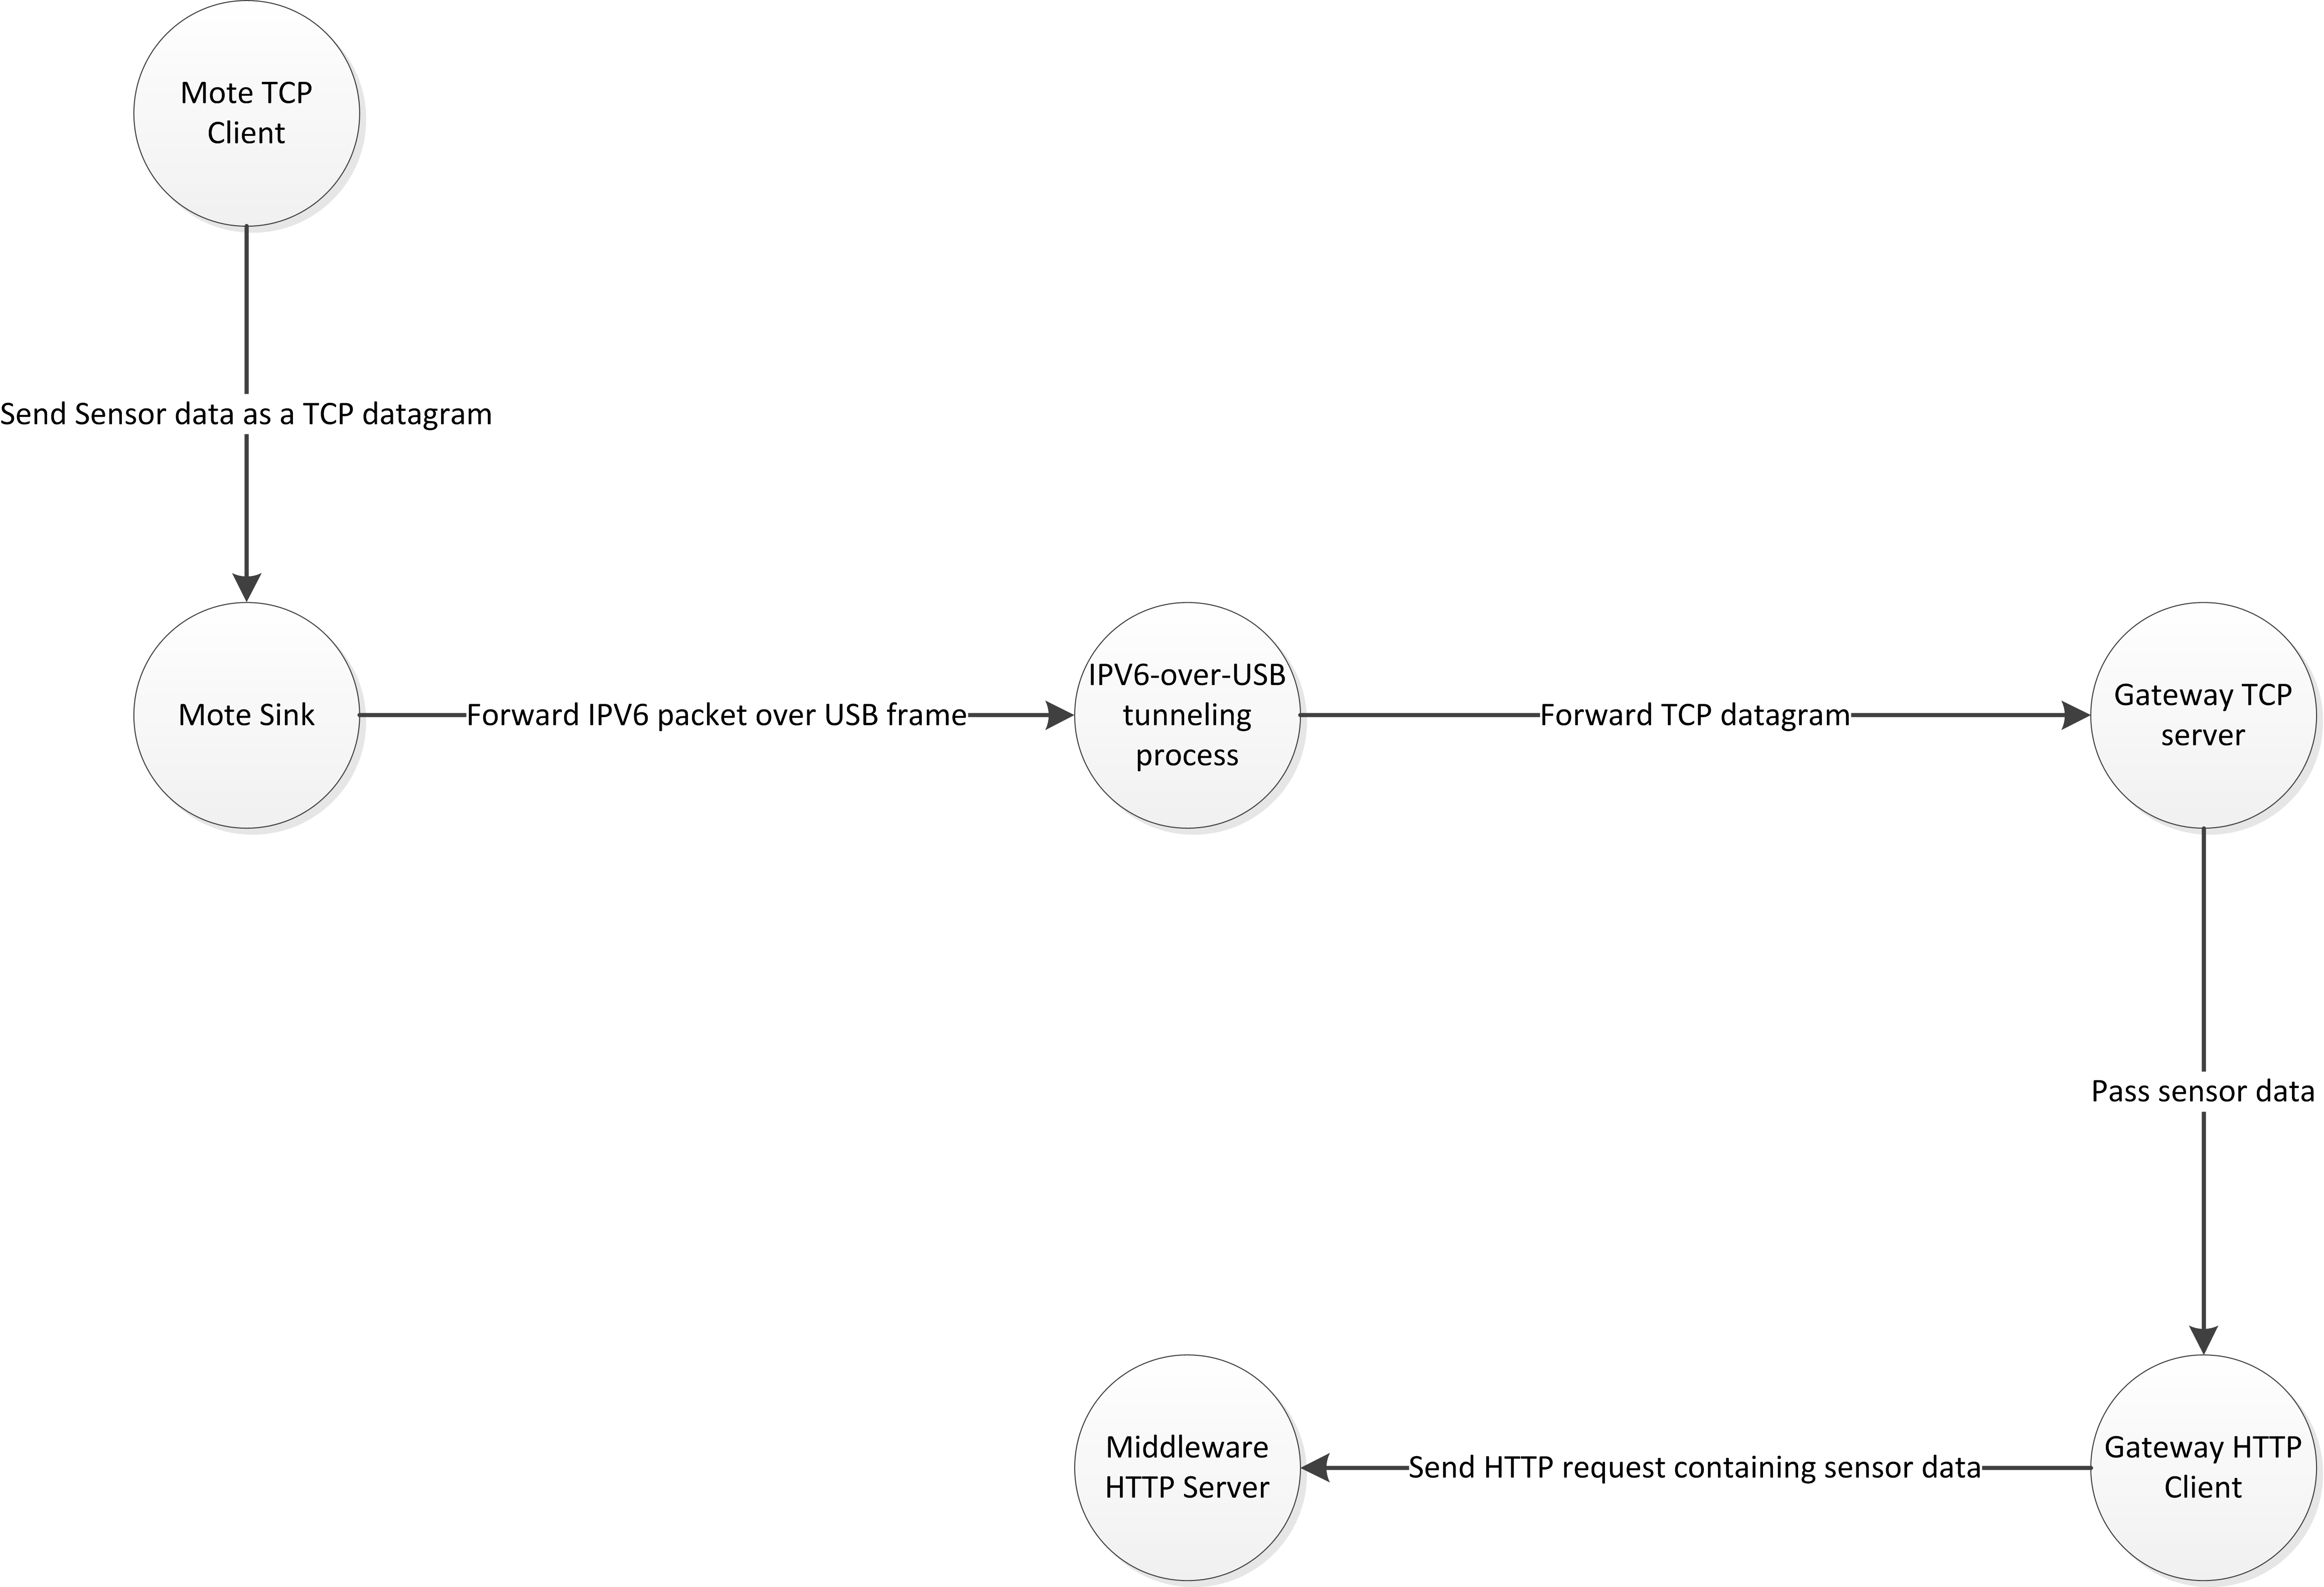 Mote TCP
Client
Send Sensor data as a TCP datagram
Mote Sink
Forward IPV6 packet over USB frame
IPV6-over-USB
tunneling
process
Forward TCP datagram
Gateway TCP
server
Pass sensor data
Gateway HTTP
Client
Send HTTP request containing sensor data
Middleware
HTTP Server